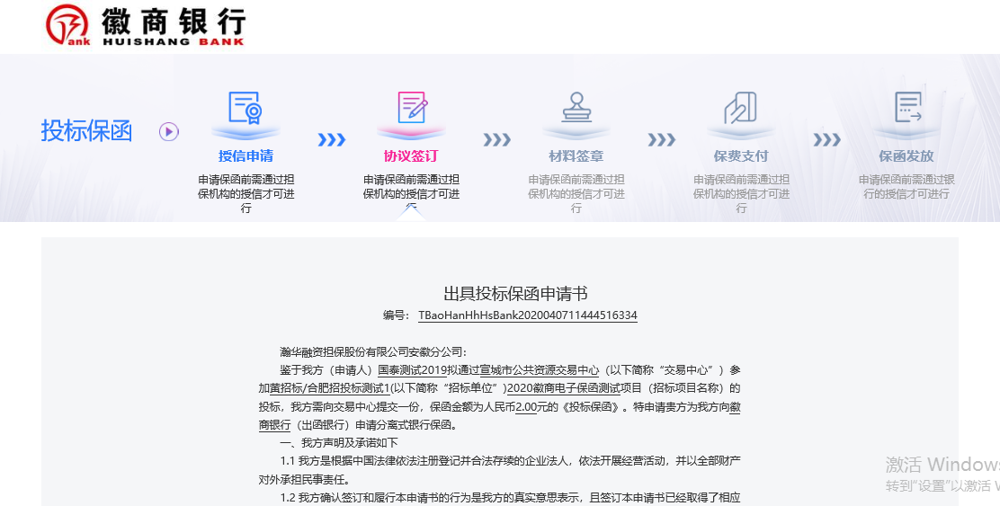 徽商银行
Bank HUISHANG BANK
投标保函
授信申请
协议签订
材料签章
保费支付
保函发放
申请保函前需通过担
保机构的授信才可进
行
申请保函前需通过担
保机构的授信才可进
行
申请保函前需通过担
保机构的授信才可进
行
申请保函前需通过担
保机构的授信才可进
行
申请保函前需通过银
行的授信才可进行
出具投标保函申请书
编号： TBaoHanHhHsBank2020040711444516334
瀚华融资担保股份有限公司安徽分公司：
鉴于我方（申请人）国泰测试2019拟通过宣城市公共资源交易中心（以下简称“交易中心”）参
加黄招标/合肥招投标测试1(以下简称“招标单位”)2020徽商电子保函测试项目（招标项目名称）的
投标，我方需向交易中心提交一份，保函金额为人民币2.00元的《投标保函》。特申请贵方为我方向徽
商银行（出函银行）申请分离式银行保函。
一、我方声明及承诺如下
1.1 我方是根据中国法律依法注册登记并合法存续的企业法人，依法开展经营活动，并以全部财产
对外承担民事责任。
1.2 我方确认签订和履行本申请书的行为是我方的真实意思表示，且签订本申请书已经取得了相应
激活 Windows
转到“设置”以激活 W